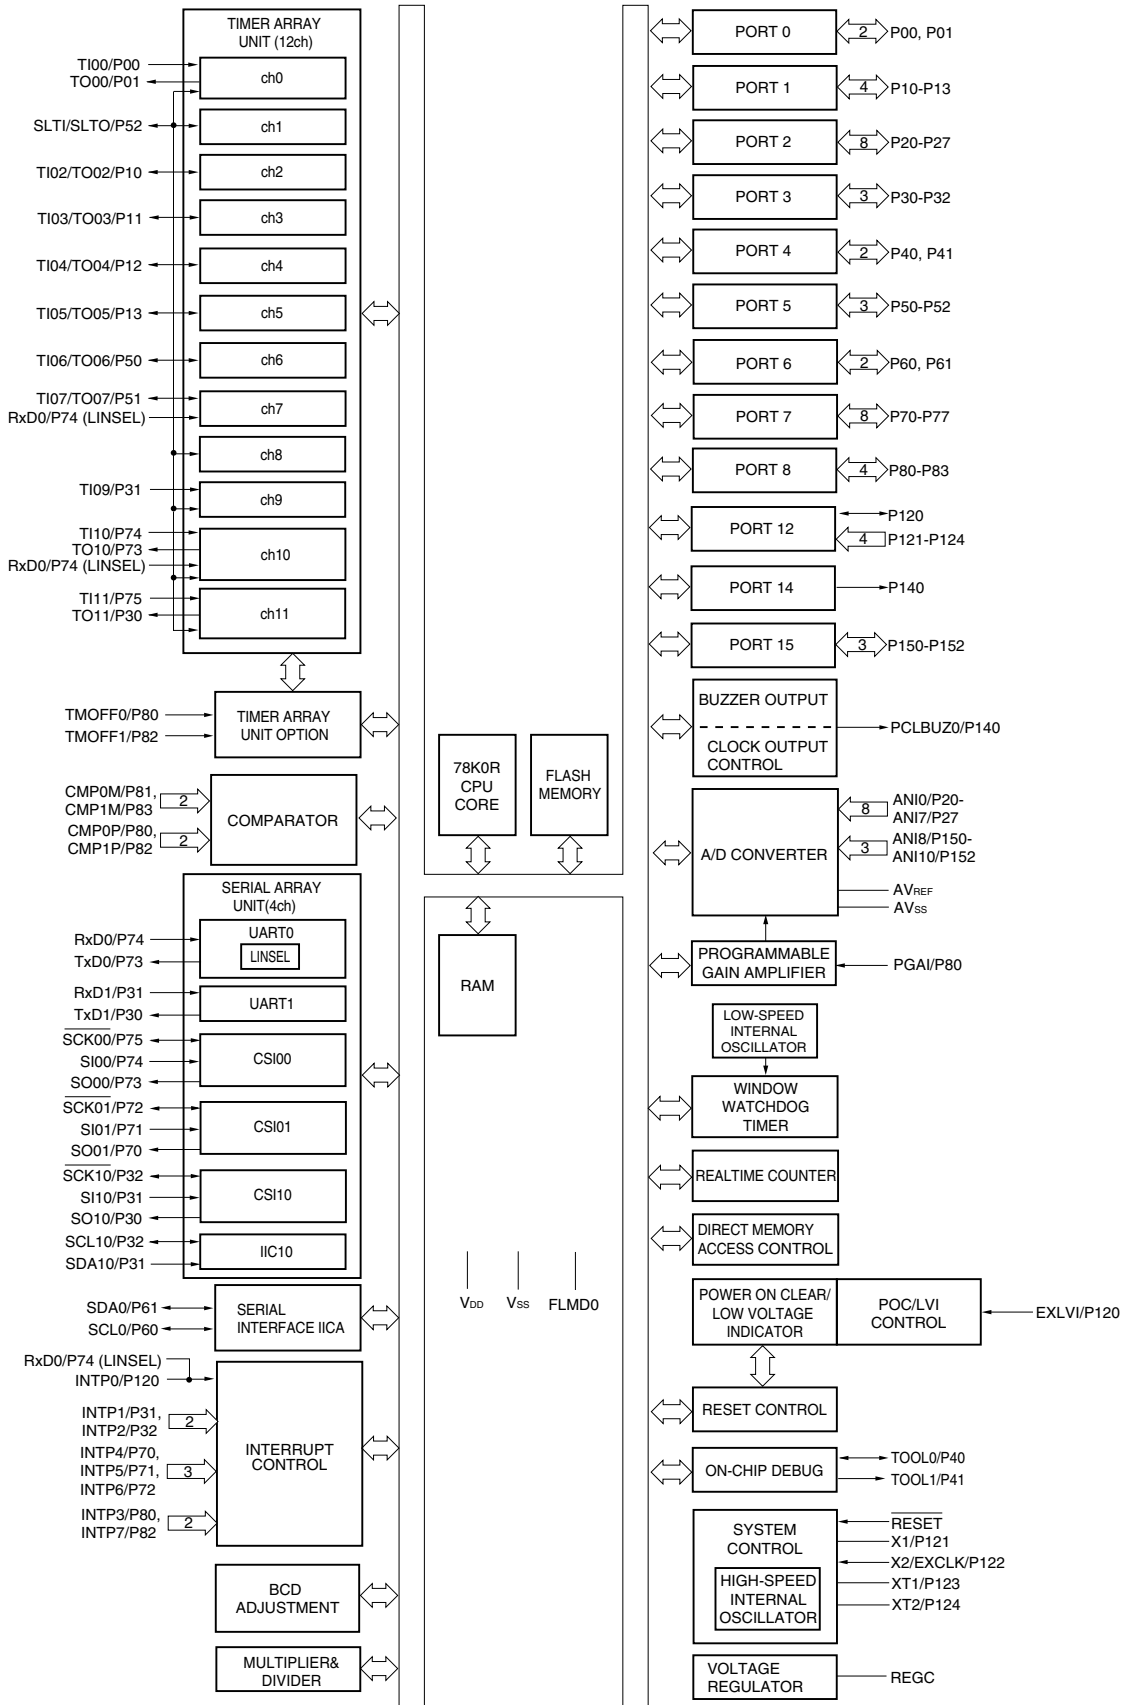 TIMER ARRAY
UNIT (12ch)
TI00/P00
TO00/P01
ch0
SLTI/SLTO/P52
ch1
TI02/TO02/P10
ch2
TI03/TO03/P11
ch3
TI04/TO04/P12
ch4
TI05/TO05/P13
ch5
TI06/TO06/P50
ch6
TI07/TO07/P51
RxD0/P74 (LINSEL)
ch7
ch8
TI09/P31
ch9
TI10/P74
TO10/P73
RxD0/P74 (LINSEL)
ch10
TI11/P75
TO11/P30
ch11
TMOFF0/P80
TMOFF1/P82
TIMER ARRAY
UNIT OPTION
CMP0M/P81,
CMP1M/P83
2
CMP0P/P80,
CMP1P/P82
2
COMPARATOR
SERIAL ARRAY
UNIT(4ch)
RxD0/P74
TxD0/P73
UART0
LINSEL
RxD1/P31
TxD1/P30
UART1
SCK00/P75
SI00/P74
SO00/P73
CSI00
SCK01/P72
SI01/P71
SO01/P70
CSI01
SCK10/P32
SI10/P31
SO10/P30
CSI10
SCL10/P32
SDA10/P31
IIC10
SDA0/P61
SCL0/P60
SERIAL
INTERFACE IICA
RxD0/P74 (LINSEL)
INTP0/P120
INTP1/P31,
INTP2/P32
2
INTP4/P70,
INTP5/P71,
INTP6/P72
3
INTP3/P80,
INTP7/P82
2
INTERRUPT
CONTROL
BCD
ADJUSTMENT
MULTIPLIER&
DIVIDER
78K0R
CPU
CORE
FLASH
MEMORY
RAM
VDD
VSS
FLMD0
PORT 0
2
P00, P01
PORT 1
4
P10-P13
PORT 2
8
P20-P27
PORT 3
3
P30-P32
PORT 4
2
P40, P41
PORT 5
3
P50-P52
PORT 6
2
P60, P61
PORT 7
8
P70-P77
PORT 8
4
P80-P83
PORT 12
P120
4
P121-P124
PORT 14
P140
PORT 15
3
P150-P152
BUZZER OUTPUT
CLOCK OUTPUT
CONTROL
PCLBUZ0/P140
A/D CONVERTER
8
ANI0/P20-
ANI7/P27
3
ANI8/P150-
ANI10/P152
AVREF
AVSS
PROGRAMMABLE
GAIN AMPLIFIER
PGAI/P80
LOW-SPEED
INTERNAL
OSCILLATOR
WINDOW
WATCHDOG
TIMER
REALTIME COUNTER
DIRECT MEMORY
ACCESS CONTROL
POWER ON CLEAR/
LOW VOLTAGE
INDICATOR
POC/LVI
CONTROL
EXLVI/P120
RESET CONTROL
ON-CHIP DEBUG
TOOL0/P40
TOOL1/P41
SYSTEM
CONTROL
HIGH-SPEED
INTERNAL
OSCILLATOR
RESET
X1/P121
X2/EXCLK/P122
XT1/P123
XT2/P124
VOLTAGE
REGULATOR
REGC